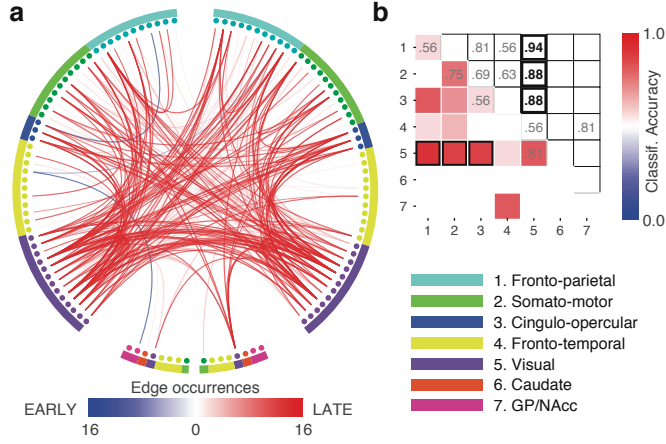 a
EARLY
Edge occurrences
LATE
16
0
16
b
1 .56 .81 .56 .94
2 .75 .69 .63 .88
3 .56 .88
4 .56 .81
5 .81
6
7
1 2 3 4 5 6 7
1.0
Classif. Accuracy
0.0
1. Fronto-parietal
2. Somato-motor
3. Cingulo-opercular
4. Fronto-temporal
5. Visual
6. Caudate
7. GP/NAcc